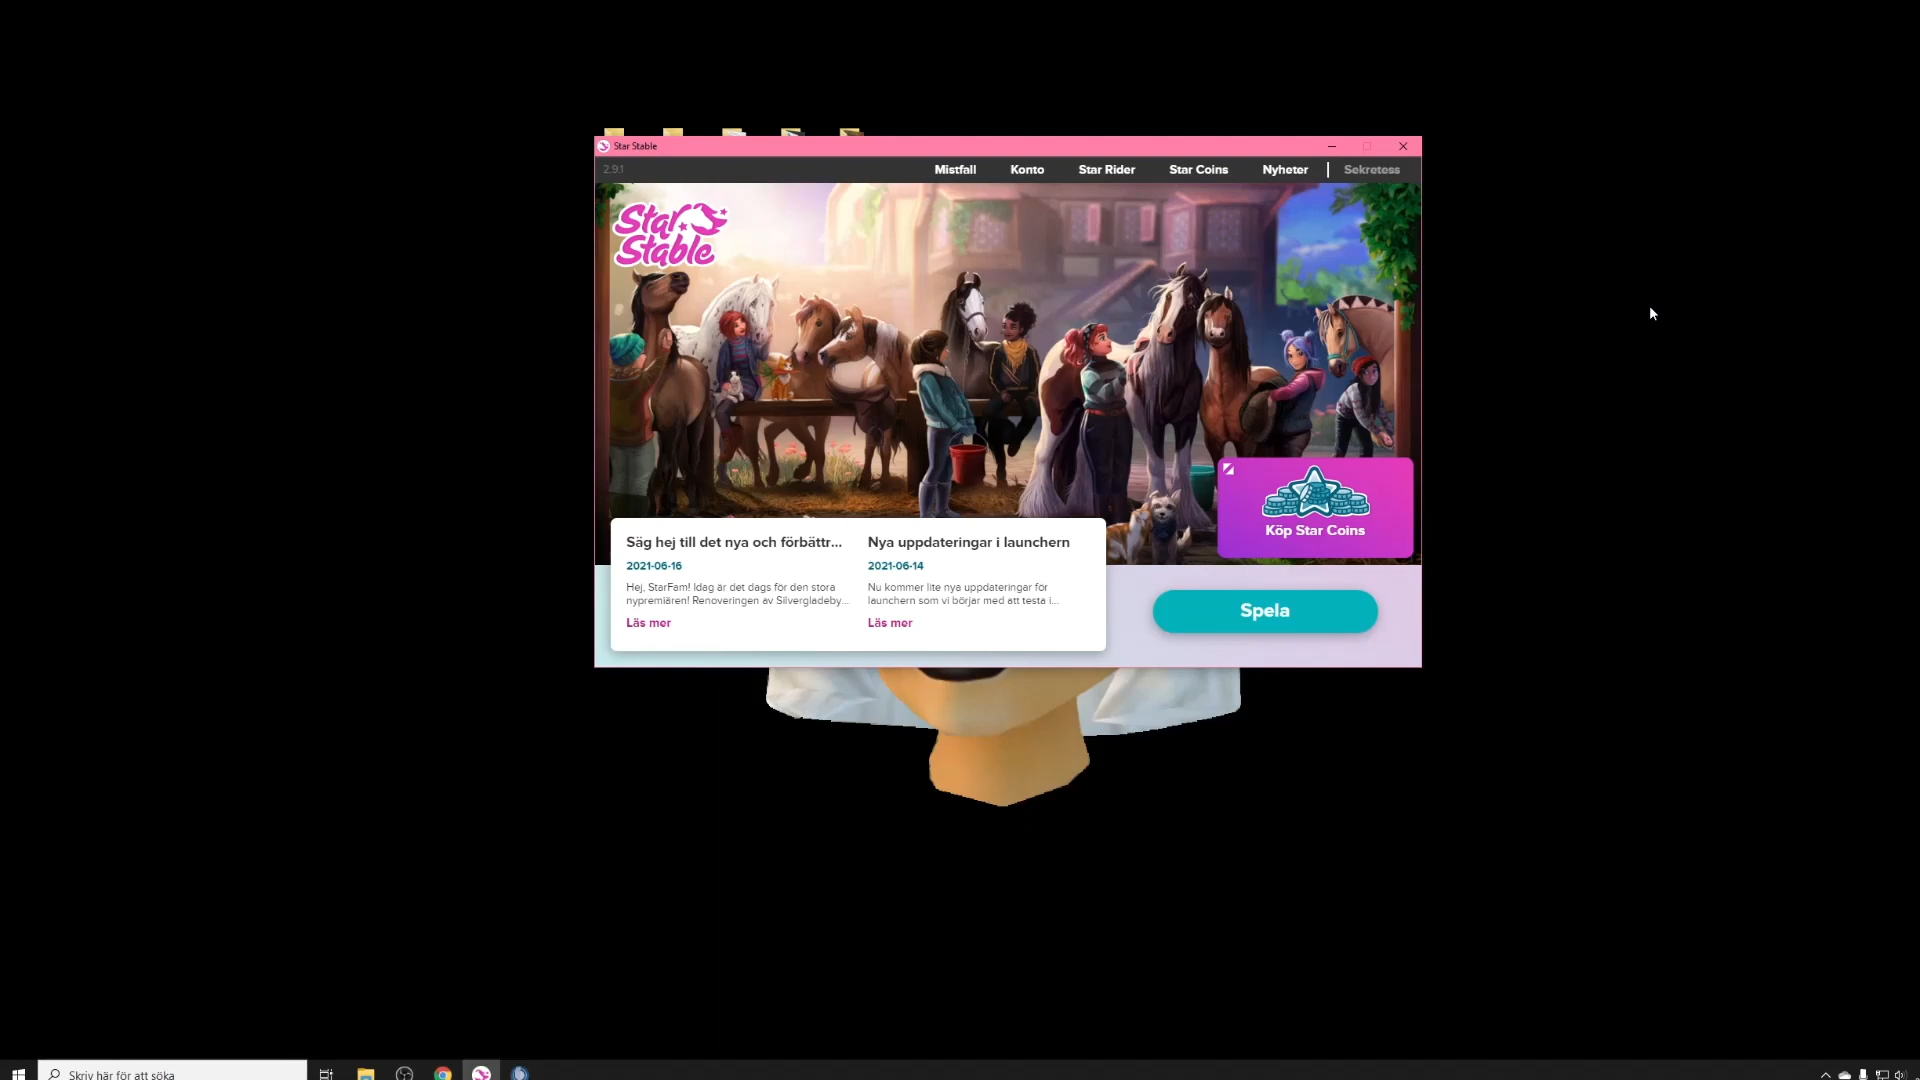 Star Stable
2.9.1
Mistfall Konto Star Rider Star Coins Nyheter | Sekretess
Star
Stable
Köp Star Coins
Säg hej till det nya och förbättr...
2021-06-16
Hej, StarFam! Idag är det dags för den stora
nypremiären! Renoveringen av Silvergladeby...
Läs mer
Nya uppdateringar i launchern
2021-06-14
Nu kommer lite nya uppdateringar för
launchern som vi börjar med att testa i...
Läs mer
Spela
Skriv här för att söka